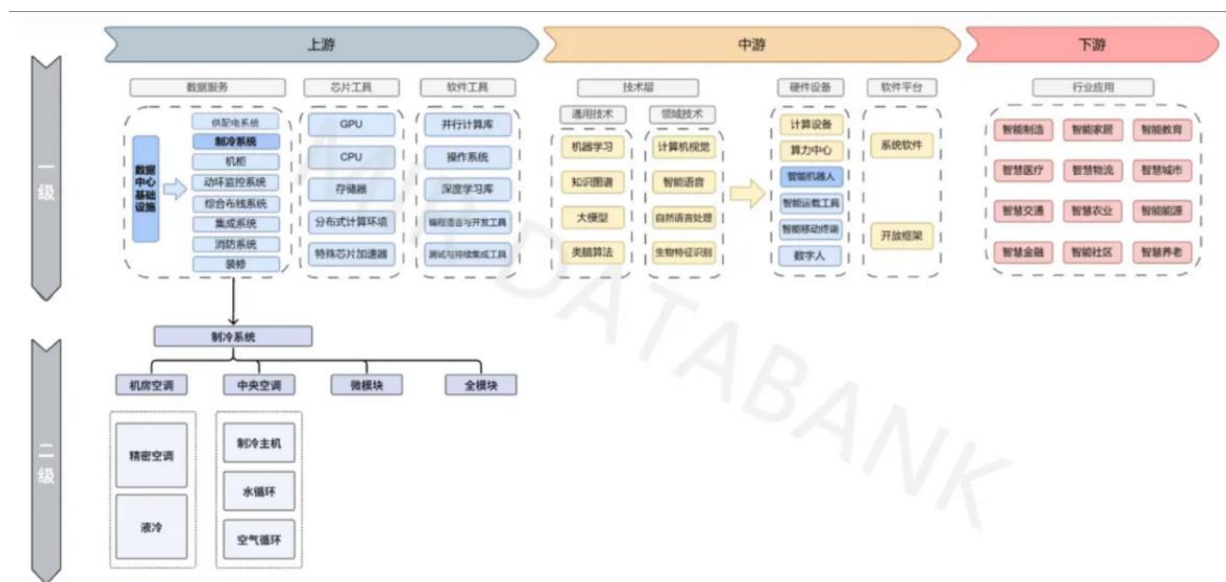 上游
中游
下游
一级
数据服务
芯片工具
软件工具
技术层
硬件设备
软件平台
行业应用
通用技术
领域技术
数据中心基础设施
供配电系统
制冷系统
机柜
动环监控系统
综合布线系统
集成系统
消防系统
装修
GPU
CPU
存储器
分布式计算环境
特殊芯片加速器
并行计算库
操作系统
深度学习库
编程语言与开发工具
测试与持续集成工具
机器学习
知识图谱
大模型
类脑算法
计算机视觉
智能语音
自然语言处理
生物特征识别
计算设备
算力中心
智能机器人
智能运载工具
智能移动终端
数字人
系统软件
开放框架
智能制造
智能家居
智能教育
智慧医疗
智慧物流
智慧城市
智慧交通
智慧农业
智能能源
智慧金融
智能社区
智慧养老
二级
制冷系统
机房空调
中央空调
微模块
全模块
精密空调
液冷
制冷主机
水循环
空气循环
DATABANK